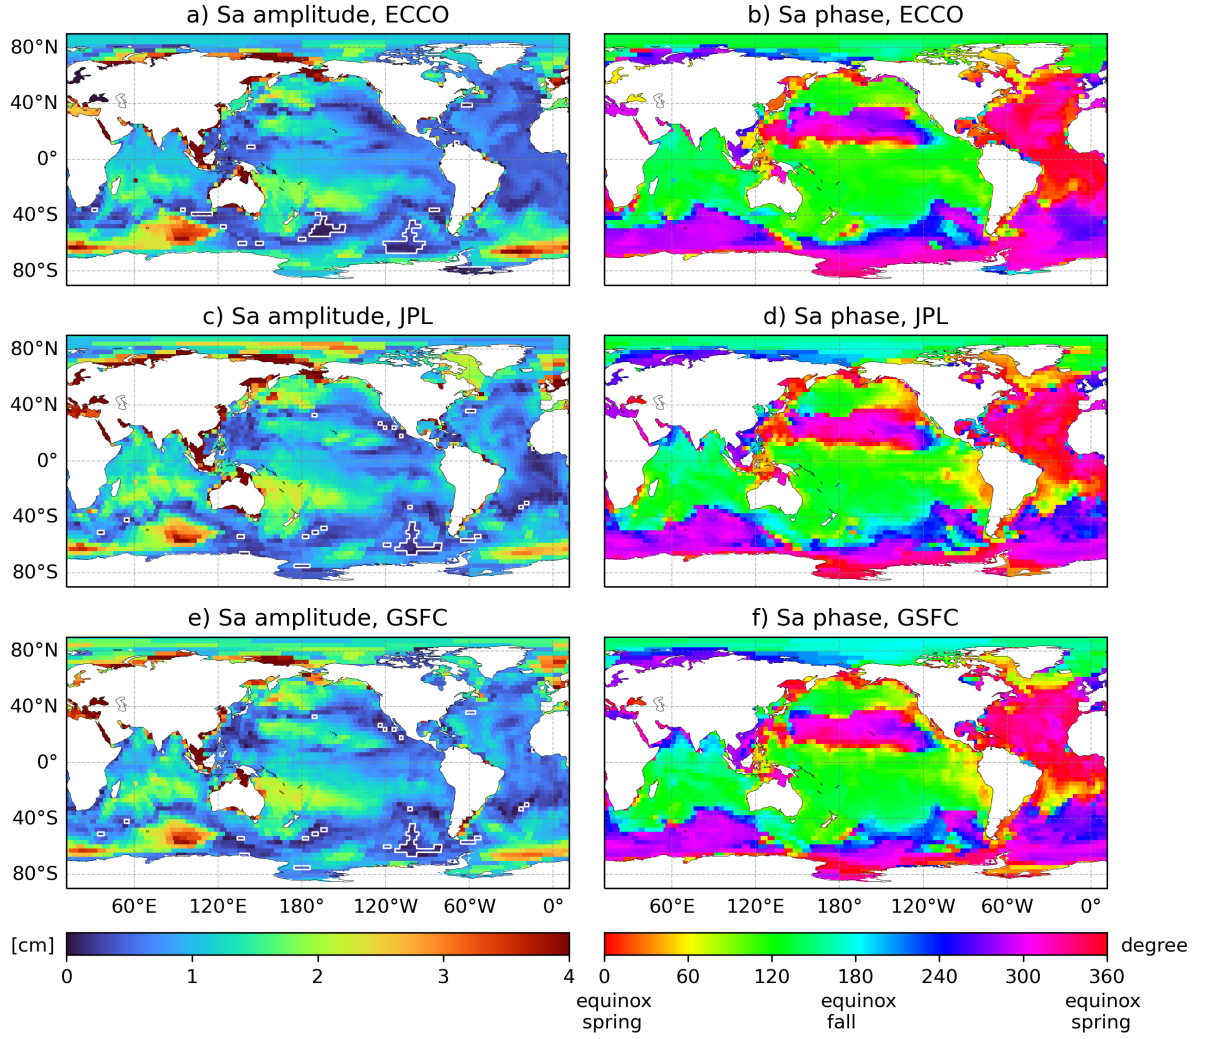 a) Sa amplitude, ECCO
b) Sa phase, ECCO
80°N
40°N
0°
40°S
80°S
c) Sa amplitude, JPL
d) Sa phase, JPL
80°N
40°N
0°
40°S
80°S
e) Sa amplitude, GSFC
f) Sa phase, GSFC
80°N
40°N
0°
40°S
80°S
60°E 120°E 180° 120°W 60°W 0°
60°E 120°E 180° 120°W 60°W 0°
[cm]
0 1 2 3 4
degree
0 60 120 180 240 300 360
equinox equinox equinox
spring fall spring